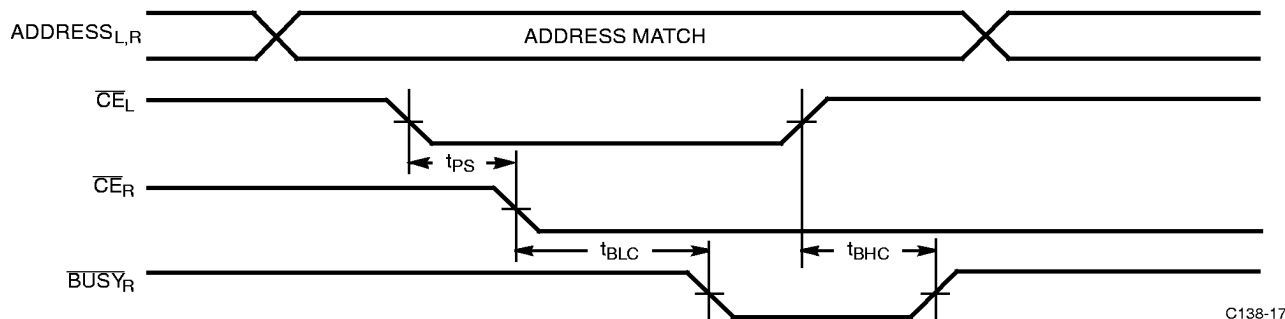 ADDRESS_L,R
ADDRESS MATCH
CE_L
t_PS
CE_R
t_BLC
t_BHC
BUSY_R
C138-17